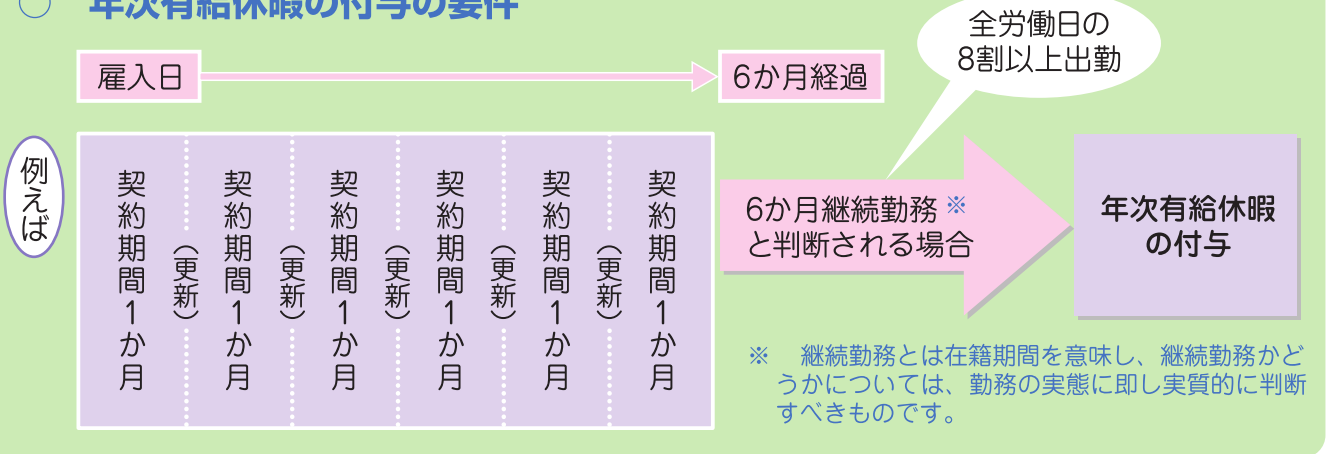 ○ 年次有給休暇の付与の要件
全労働日の
8割以上出勤
雇入日
6か月経過
例えば
契約期間1か月
(更新)
契約期間1か月
(更新)
契約期間1か月
(更新)
契約期間1か月
(更新)
契約期間1か月
(更新)
契約期間1か月
6か月継続勤務※
と判断される場合
年次有給休暇
の付与
※ 継続勤務とは在籍期間を意味し、継続勤務かど
うかについては、勤務の実態に即し実質的に判断
すべきものです。